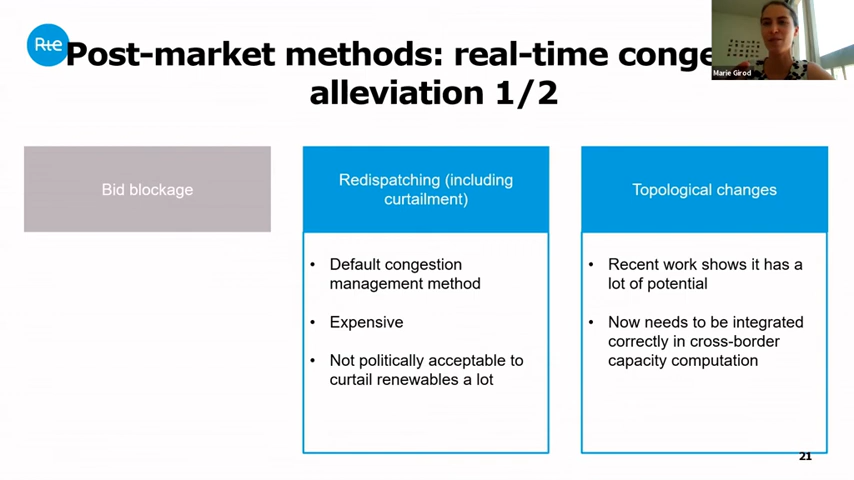 Rte
Post-market methods: real-time conge
alleviation 1/2
Marie Girod
Bid blockage
Redispatching (including
curtailment)
Topological changes
• Default congestion
management method
• Expensive
• Not politically acceptable to
curtail renewables a lot
• Recent work shows it has a
lot of potential
• Now needs to be integrated
correctly in cross-border
capacity computation
21